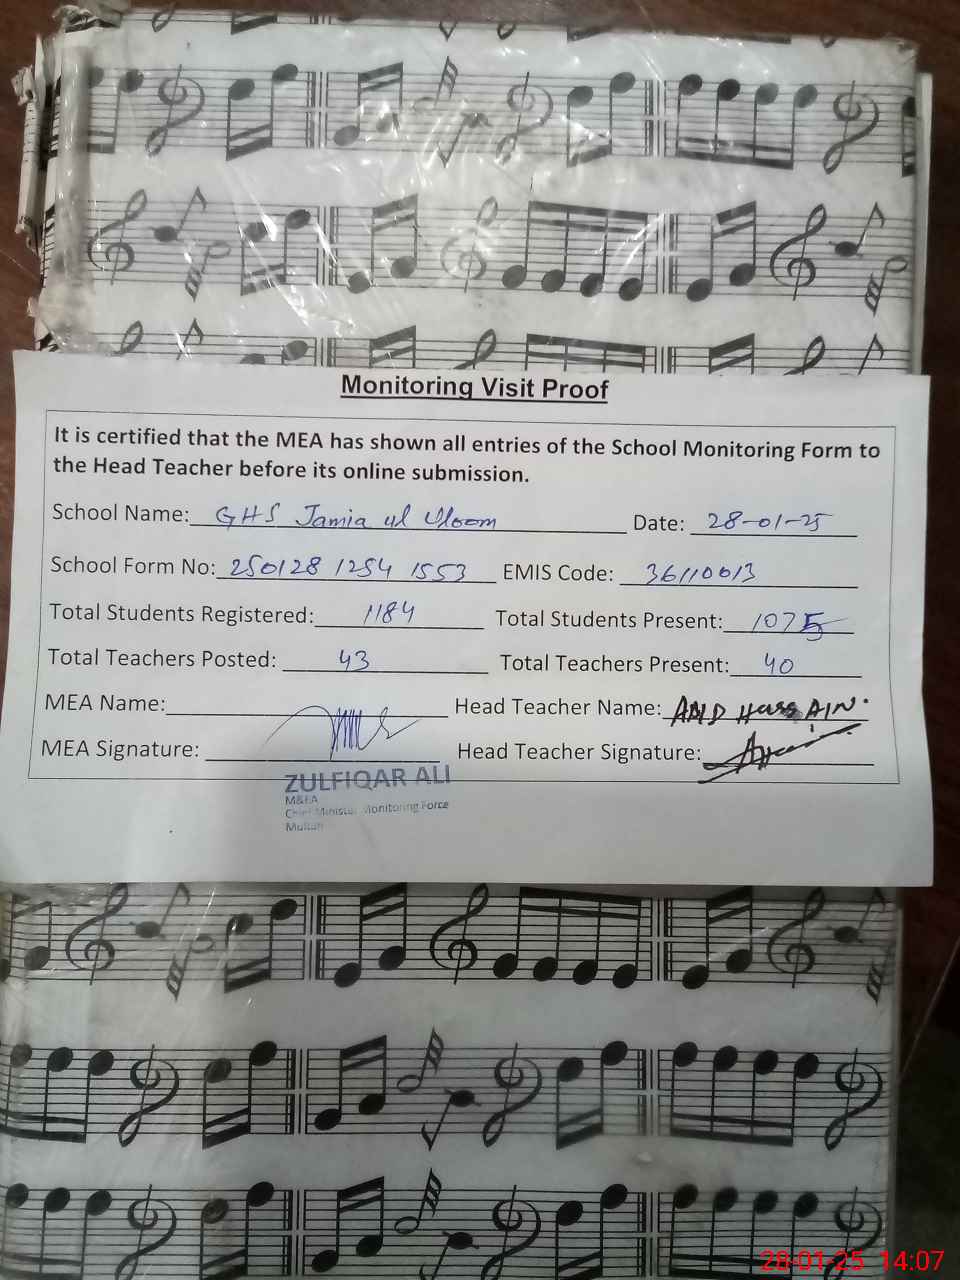 Monitoring Visit Proof
It is certified that the MEA has shown all entries of the School Monitoring Form to
the Head Teacher before its online submission.
School Name: GHS Jamia ul Uloom Date: 28-01-25
School Form No: 250128 1254 1553 EMIS Code: 36110013
Total Students Registered: 1184 Total Students Present: 1075
Total Teachers Posted: 43 Total Teachers Present: 40
MEA Name: Head Teacher Name:
MEA Signature: Head Teacher Signature:
ZULFIQAR ALI
M&EA
Chief Minister Monitoring Force
Multan
28-01-25 14:07